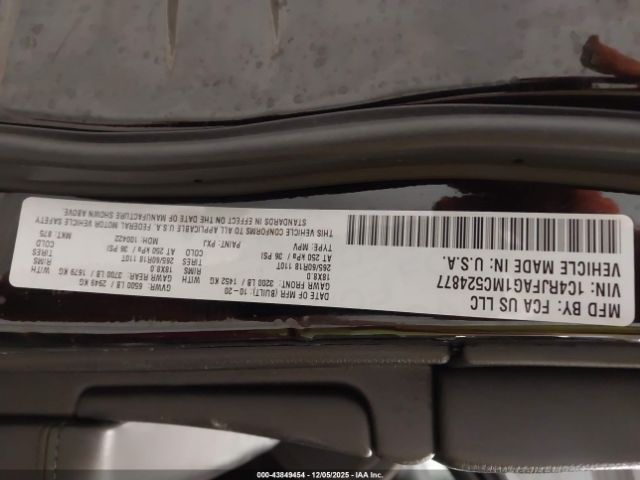 MFD BY: FCA US LLC
DATE OF MFR (BUILT): 10-20
GVWR: 6500 LB / 2949 KG
GAWR FRONT: 3200 LB / 1452 KG WITH
GAWR REAR 3700 LB / 1679 KG WITH
18X8.0 RIMS
18X8.0 RIMS
265/60R18 110T TIRES
265/60R18 110T TIRES
AT 250 kPa / 36 PSI COLD
AT 250 kPa / 36 PSI COLD
VIN: 1C4RJFAG1MC524877
TYPE: MPV
PAINT: PXJ
MDH: 100422
MKT: 875
VEHICLE MADE IN: U.S.A.
THIS VEHICLE CONFORMS TO ALL APPLICABLE U.S.A. FEDERAL MOTOR VEHICLE SAFETY
STANDARDS IN EFFECT ON THE DATE OF MANUFACTURE SHOWN ABOVE.
000-43849454 - 12/05/2025 - IAA Inc.